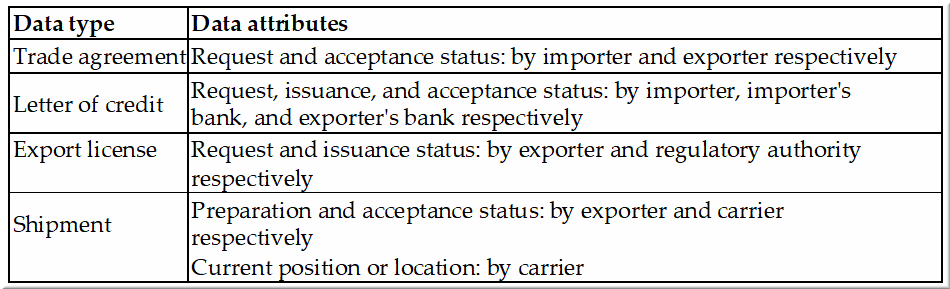 Data type Data attributes
Trade agreement Request and acceptance status: by importer and exporter respectively
Letter of credit Request, issuance, and acceptance status: by importer, importer's
bank, and exporter's bank respectively
Export license Request and issuance status: by exporter and regulatory authority
respectively
Shipment Preparation and acceptance status: by exporter and carrier
respectively
Current position or location: by carrier